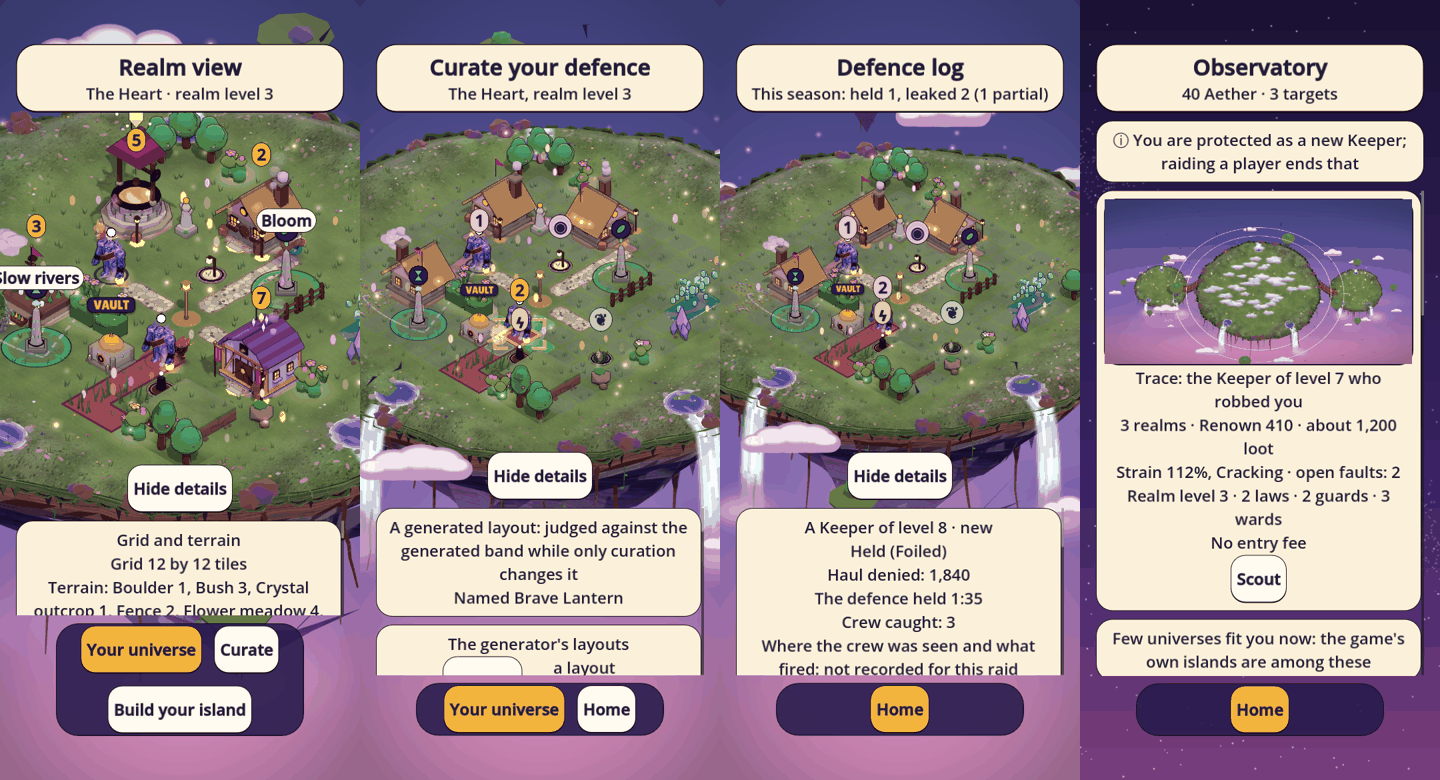 Realm view
The Heart · realm level 3
5
2
Bloom
3
Slow rivers
VAULT
7
Hide details
Grid and terrain
Grid 12 by 12 tiles
Terrain: Boulder 1, Bush 3, Crystal
outcrop 1, Fence 2, Flower meadow 4,
Your universe
Curate
Build your island
Curate your defence
The Heart, realm level 3
1
VAULT
2
Hide details
A generated layout: judged against the
generated band while only curation
changes it
Named Brave Lantern
The generator's layouts
a layout
Your universe
Home
Defence log
This season: held 1, leaked 2 (1 partial)
1
VAULT
2
Hide details
A Keeper of level 8 · new
Held (Foiled)
Haul denied: 1,840
The defence held 1:35
Crew caught: 3
Where the crew was seen and what
fired: not recorded for this raid
Home
Observatory
40 Aether · 3 targets
ⓘ You are protected as a new Keeper;
raiding a player ends that
Trace: the Keeper of level 7 who
robbed you
3 realms · Renown 410 · about 1,200
loot
Strain 112%, Cracking · open faults: 2
Realm level 3 · 2 laws · 2 guards · 3
wards
No entry fee
Scout
Few universes fit you now: the game's
own islands are among these
Home